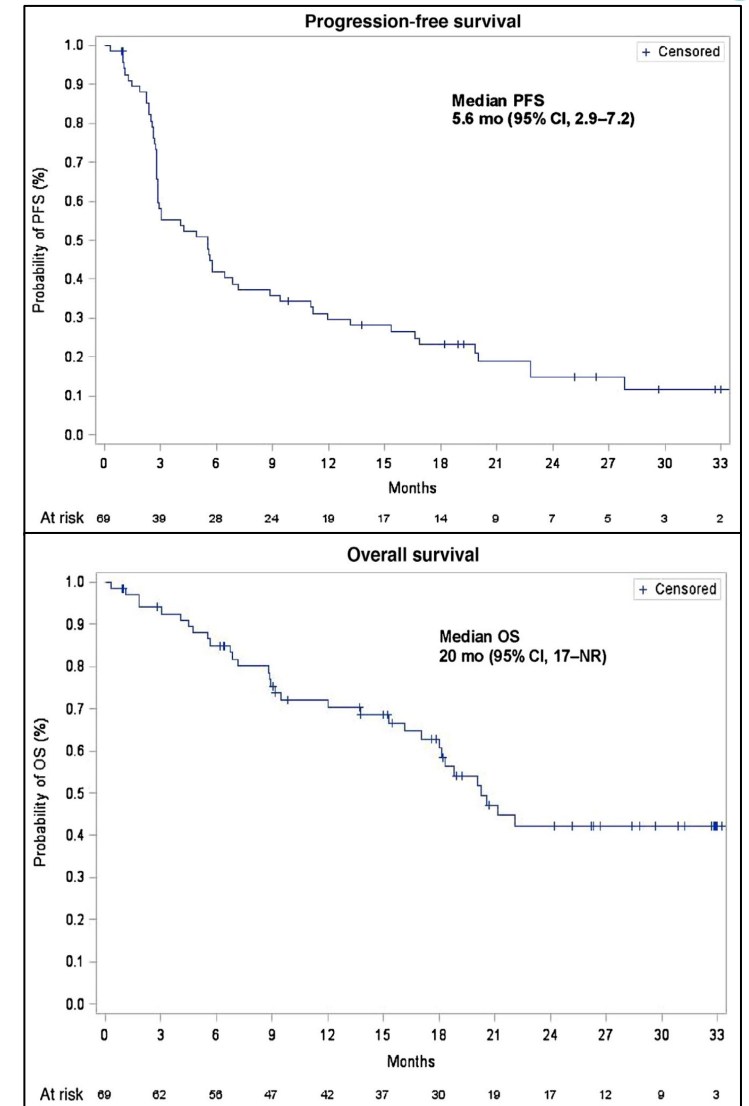 Progression-free survival
+ Censored
Median PFS
5.6 mo (95% CI, 2.9–7.2)
Probability of PFS (%)
1.0
0.9
0.8
0.7
0.6
0.5
0.4
0.3
0.2
0.1
0.0
0 3 6 9 12 15 18 21 24 27 30 33
Months
At risk 69 39 28 24 19 17 14 9 7 5 3 2
Overall survival
+ Censored
Median OS
20 mo (95% CI, 17–NR)
Probability of OS (%)
1.0
0.9
0.8
0.7
0.6
0.5
0.4
0.3
0.2
0.1
0.0
0 3 6 9 12 15 18 21 24 27 30 33
Months
At risk 69 62 56 47 42 37 30 19 17 12 9 3